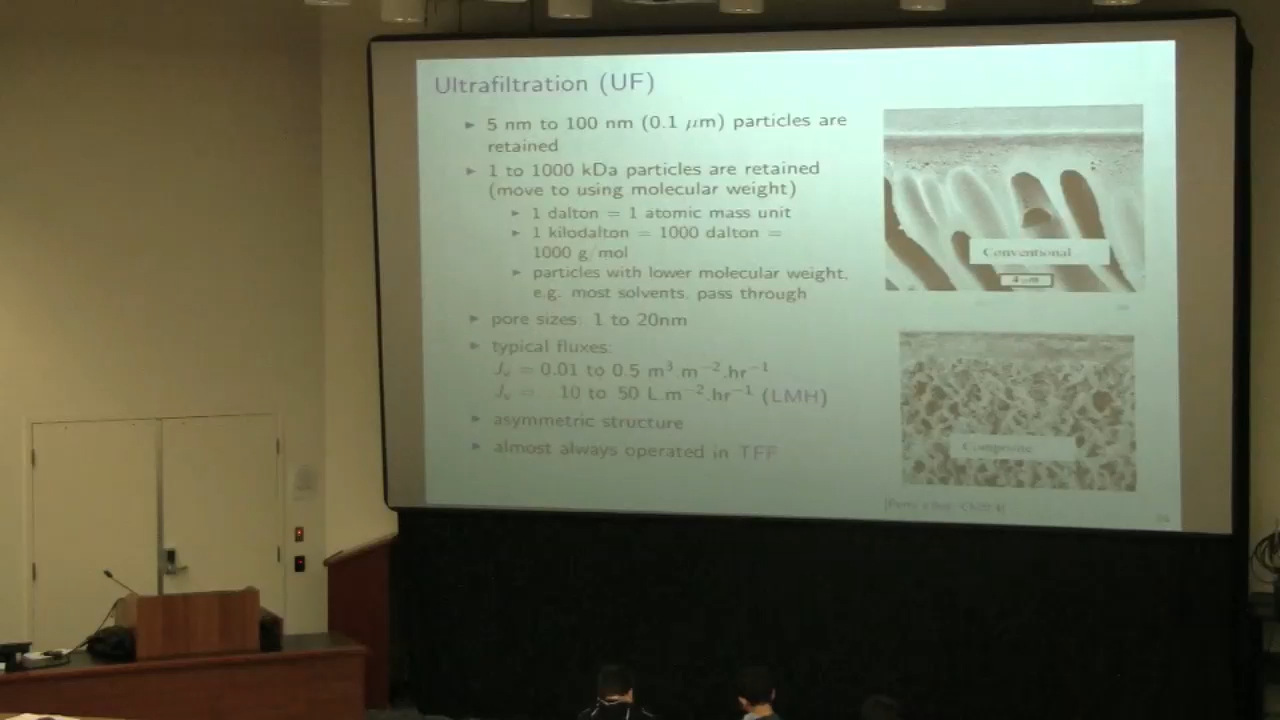 Ultrafiltration (UF)
► 5 nm to 100 nm (0.1 μm) particles are
retained
► 1 to 1000 kDa particles are retained
(move to using molecular weight)
► 1 dalton = 1 atomic mass unit
► 1 kilodalton = 1000 dalton =
1000 g/mol
► particles with lower molecular weight,
e.g. most solvents, pass through
► pore sizes: 1 to 20nm
► typical fluxes:
Jᵥ = 0.01 to 0.5 m³.m⁻².hr⁻¹
Jᵥ = 10 to 50 L.m⁻².hr⁻¹ (LMH)
► asymmetric structure
► almost always operated in TFF
Conventional
4 μm
Composite